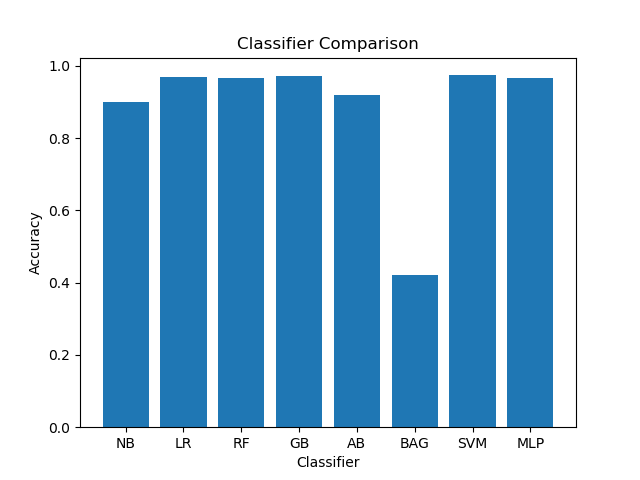 Classifier Comparison
1.0
0.8
0.6
0.4
0.2
0.0
Accuracy
NB LR RF GB AB BAG SVM MLP
Classifier